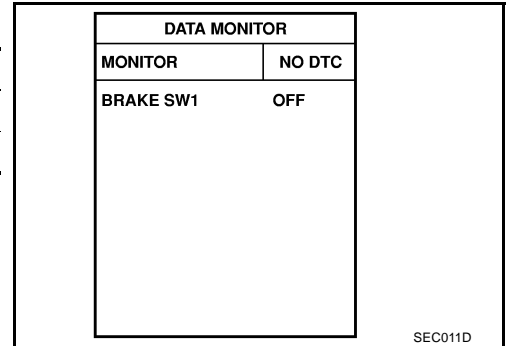 DATA MONITOR
MONITOR NO DTC
BRAKE SW1 OFF
SEC011D